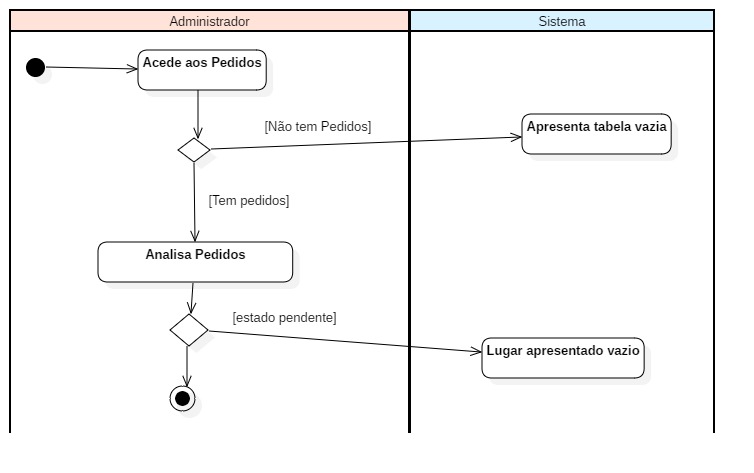 Administrador
Sistema
Acede aos Pedidos
[Não tem Pedidos]
Apresenta tabela vazia
[Tem pedidos]
Analisa Pedidos
[estado pendente]
Lugar apresentado vazio